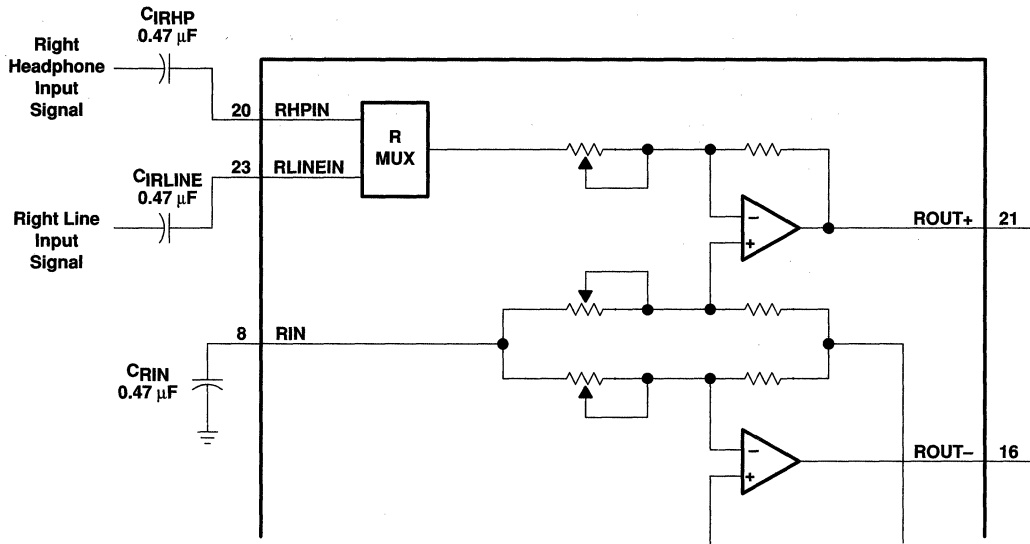 CIRHP
0.47 µF
Right
Headphone
Input
Signal
20 RHPIN
R
MUX
23 RLINEIN
CIRLINE
0.47 µF
Right Line
Input
Signal
−
+
ROUT+ 21
8 RIN
CRIN
0.47 µF
−
+
ROUT− 16